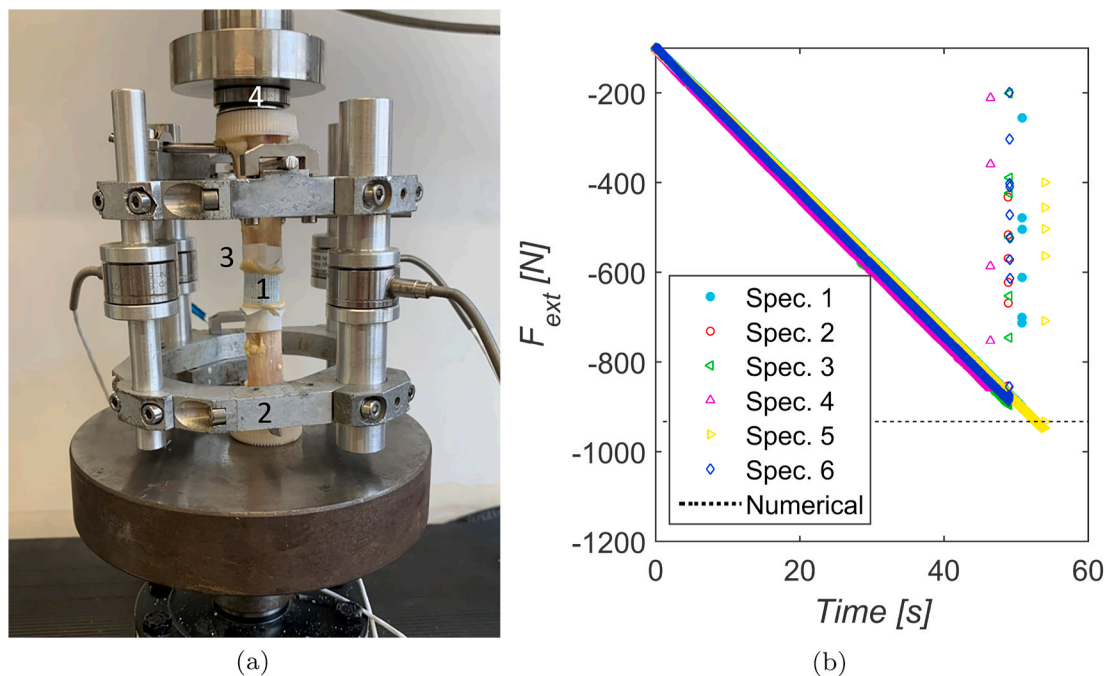 4
3
1
2
(a)
F_ext [N]
-200
-400
-600
-800
-1000
-1200
Spec. 1
Spec. 2
Spec. 3
Spec. 4
Spec. 5
Spec. 6
Numerical
0 20 40 60
Time [s]
(b)